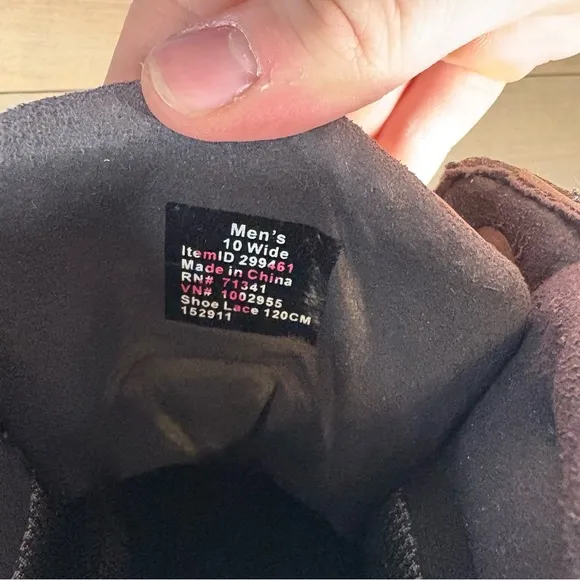 Men's
10 Wide
ItemID 299461
Made in China
RN# 71341
VN# 1002955
Shoe Lace 120CM
152911